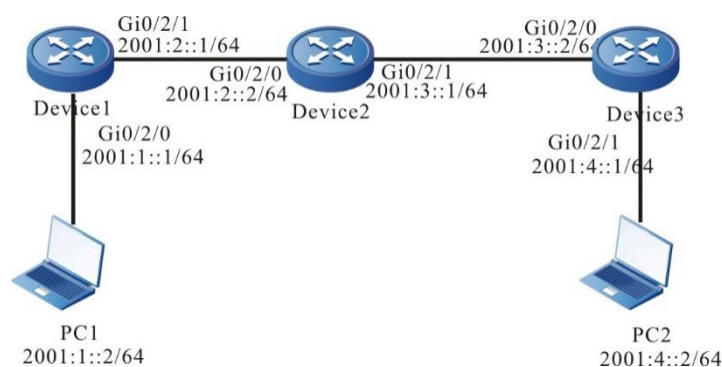 Gi0/2/1
2001:2::1/64
Gi0/2/0
2001:3::2/64
Gi0/2/0
2001:2::2/64
Gi0/2/1
2001:3::1/64
Device1
Device2
Device3
Gi0/2/0
2001:1::1/64
Gi0/2/1
2001:4::1/64
PC1
2001:1::2/64
PC2
2001:4::2/64